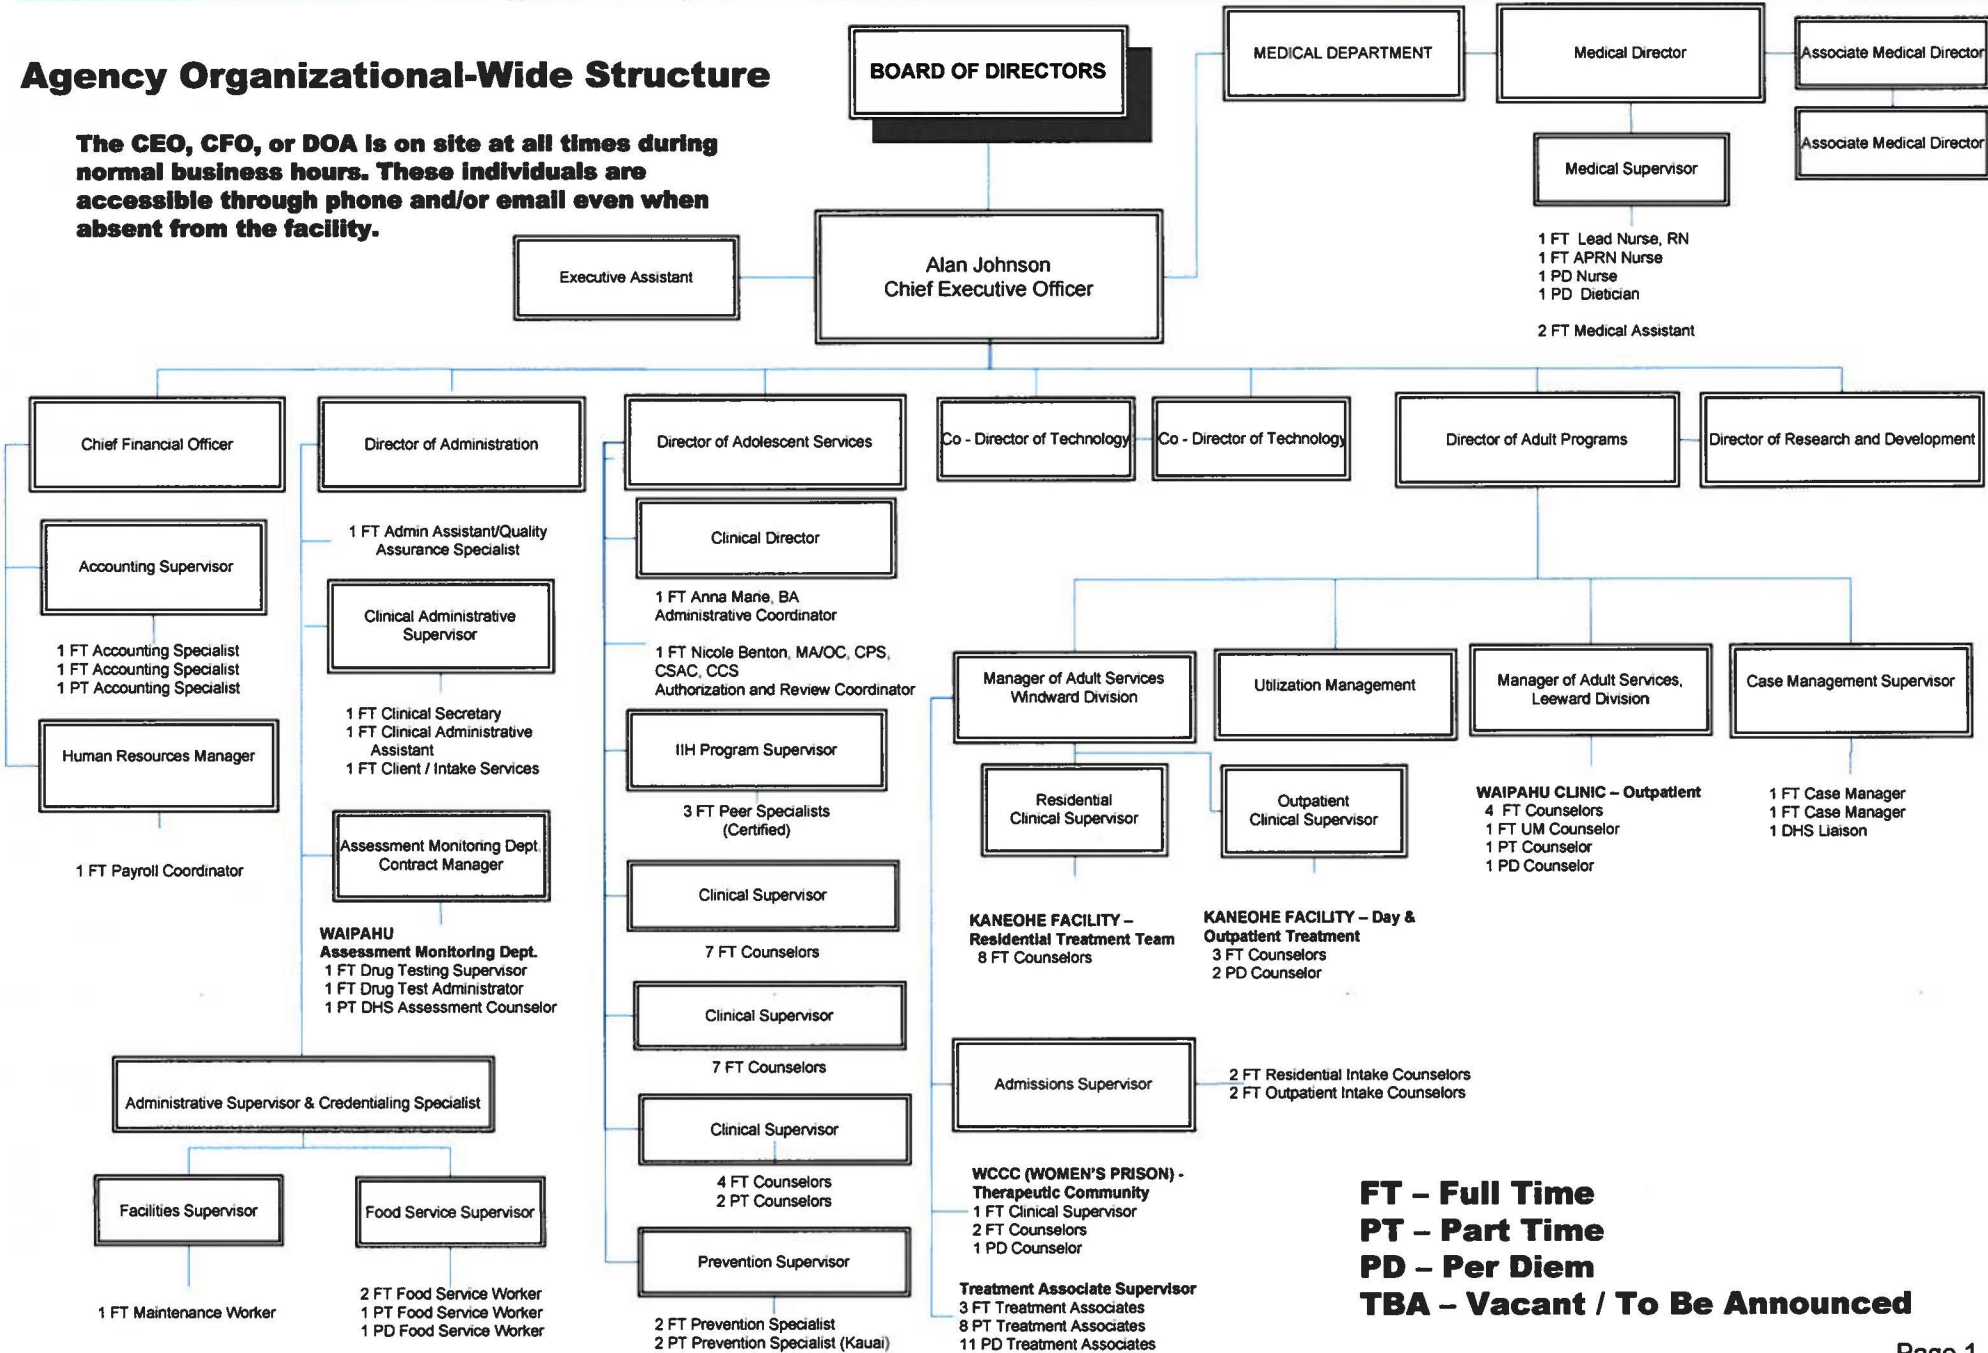 Agency Organizational-Wide Structure
The CEO, CFO, or DOA is on site at all times during
normal business hours. These individuals are
accessible through phone and/or email even when
absent from the facility.
BOARD OF DIRECTORS
MEDICAL DEPARTMENT
Medical Director
Associate Medical Director
Associate Medical Director
Medical Supervisor
1 FT Lead Nurse, RN
1 FT APRN Nurse
1 PD Nurse
1 PD Dietician
2 FT Medical Assistant
Executive Assistant
Alan Johnson
Chief Executive Officer
Chief Financial Officer
Accounting Supervisor
1 FT Accounting Specialist
1 FT Accounting Specialist
1 PT Accounting Specialist
Human Resources Manager
1 FT Payroll Coordinator
Director of Administration
1 FT Admin Assistant/Quality
Assurance Specialist
Clinical Administrative
Supervisor
1 FT Clinical Secretary
1 FT Clinical Administrative
Assistant
1 FT Client / Intake Services
Assessment Monitoring Dept.
Contract Manager
WAIPAHU
Assessment Monitoring Dept.
1 FT Drug Testing Supervisor
1 FT Drug Test Administrator
1 PT DHS Assessment Counselor
Administrative Supervisor & Credentialing Specialist
Facilities Supervisor
1 FT Maintenance Worker
Food Service Supervisor
2 FT Food Service Worker
1 PT Food Service Worker
1 PD Food Service Worker
Director of Adolescent Services
Clinical Director
1 FT Anna Marie, BA
Administrative Coordinator
1 FT Nicole Benton, MA/OC, CPS,
CSAC, CCS
Authorization and Review Coordinator
IIH Program Supervisor
3 FT Peer Specialists
(Certified)
Clinical Supervisor
7 FT Counselors
Clinical Supervisor
7 FT Counselors
Clinical Supervisor
4 FT Counselors
2 PT Counselors
Prevention Supervisor
2 FT Prevention Specialist
2 PT Prevention Specialist (Kauai)
Co - Director of Technology
Co - Director of Technology
Director of Adult Programs
Director of Research and Development
Manager of Adult Services
Windward Division
Utilization Management
Manager of Adult Services,
Leeward Division
Case Management Supervisor
Residential
Clinical Supervisor
Outpatient
Clinical Supervisor
WAIPAHU CLINIC – Outpatient
4 FT Counselors
1 FT UM Counselor
1 PT Counselor
1 PD Counselor
1 FT Case Manager
1 FT Case Manager
1 DHS Liaison
KANEOHE FACILITY –
Residential Treatment Team
8 FT Counselors
KANEOHE FACILITY – Day &
Outpatient Treatment
3 FT Counselors
2 PD Counselor
Admissions Supervisor
2 FT Residential Intake Counselors
2 FT Outpatient Intake Counselors
WCCC (WOMEN'S PRISON) -
Therapeutic Community
1 FT Clinical Supervisor
2 FT Counselors
1 PD Counselor
Treatment Associate Supervisor
3 FT Treatment Associates
8 PT Treatment Associates
11 PD Treatment Associates
FT – Full Time
PT – Part Time
PD – Per Diem
TBA – Vacant / To Be Announced
Page 1